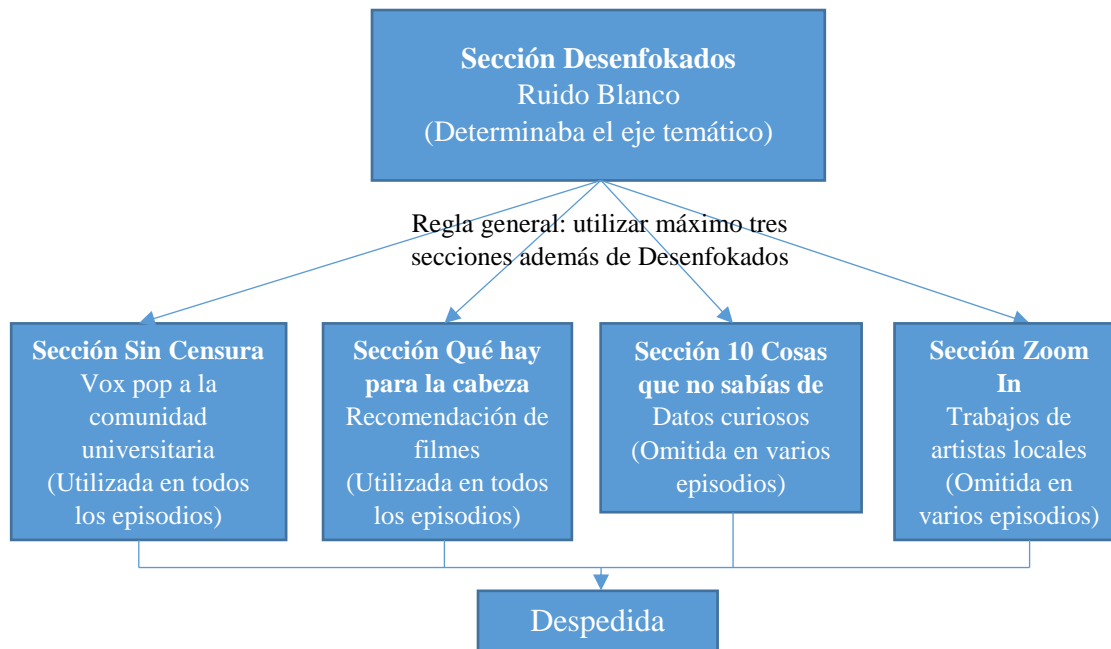 Sección Desenfokados
Ruido Blanco
(Determinaba el eje temático)
Regla general: utilizar máximo tres
secciones además de Desenfokados
Sección Sin Censura
Vox pop a la
comunidad
universitaria
(Utilizada en todos
los episodios)
Sección Qué hay
para la cabeza
Recomendación de
filmes
(Utilizada en todos
los episodios)
Sección 10 Cosas
que no sabías de
Datos curiosos
(Omitida en varios
episodios)
Sección Zoom
In
Trabajos de
artistas locales
(Omitida en
varios episodios)
Despedida